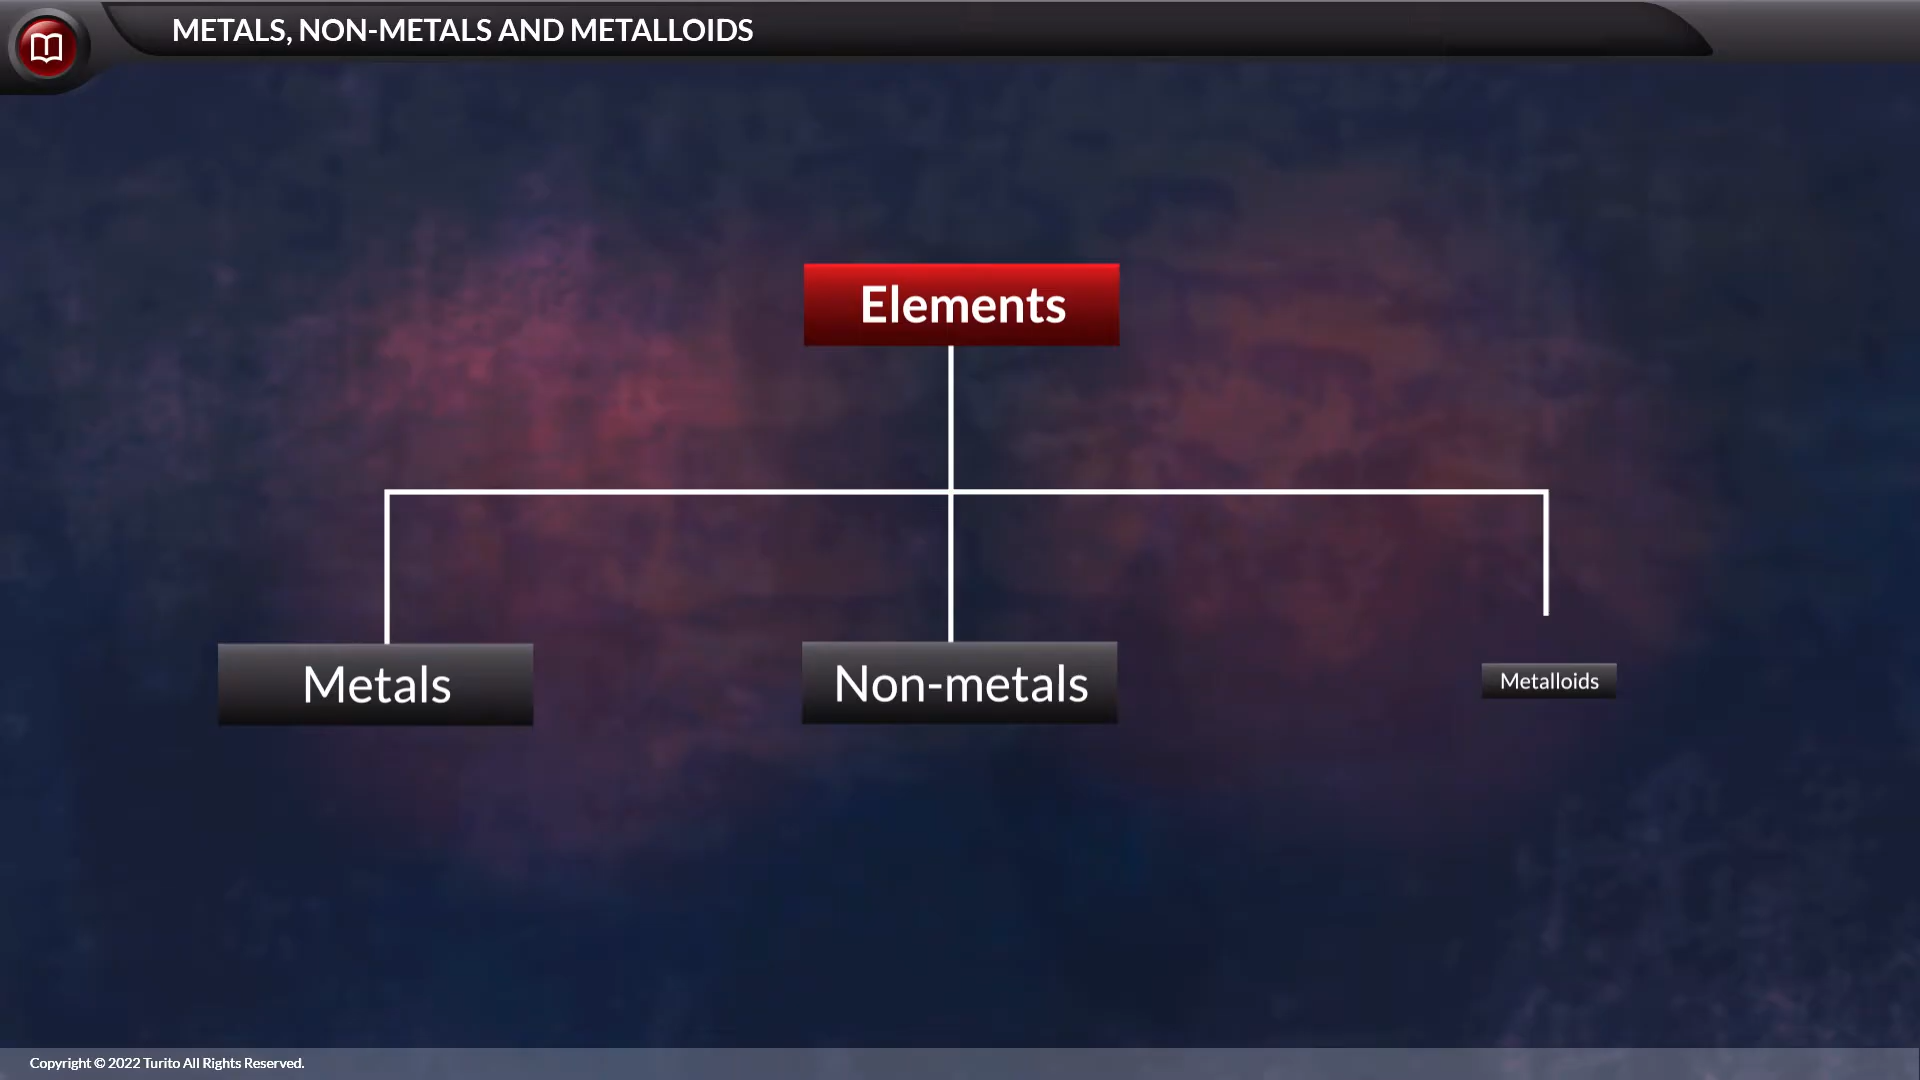 METALS, NON-METALS AND METALLOIDS
Elements
Metals
Non-metals
Metalloids
Copyright © 2022 Turito All Rights Reserved.